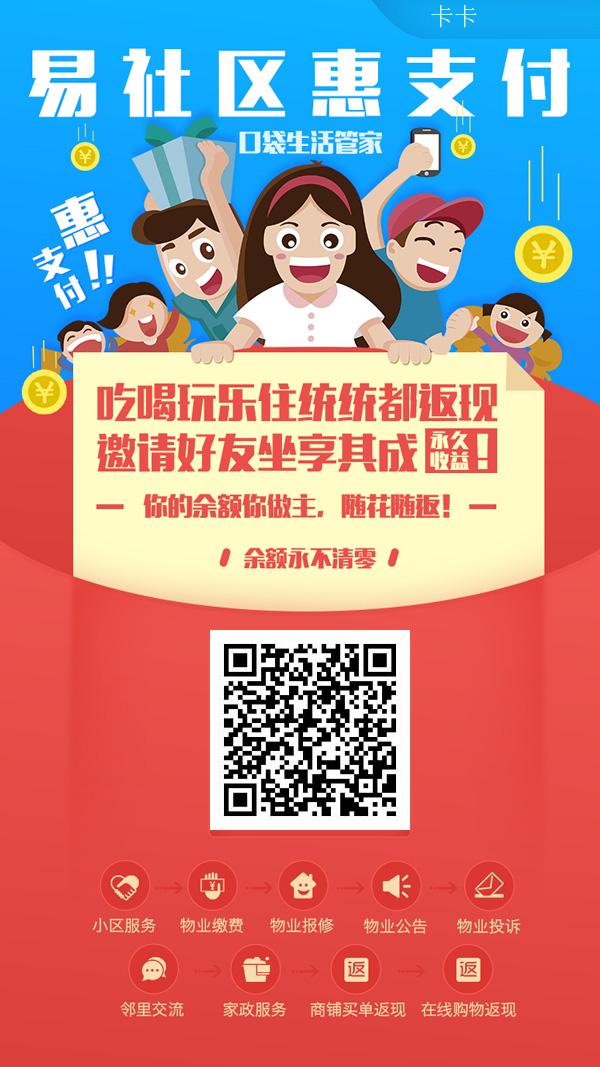 卡卡
易社区惠支付
口袋生活管家
惠
支付!!
吃喝玩乐住统统都返现
邀请好友坐享其成 永久收益！
你的余额你做主，随花随返！
余额永不清零
小区服务 物业缴费 物业报修 物业公告 物业投诉
返 返
邻里交流 家政服务 商铺买单返现 在线购物返现